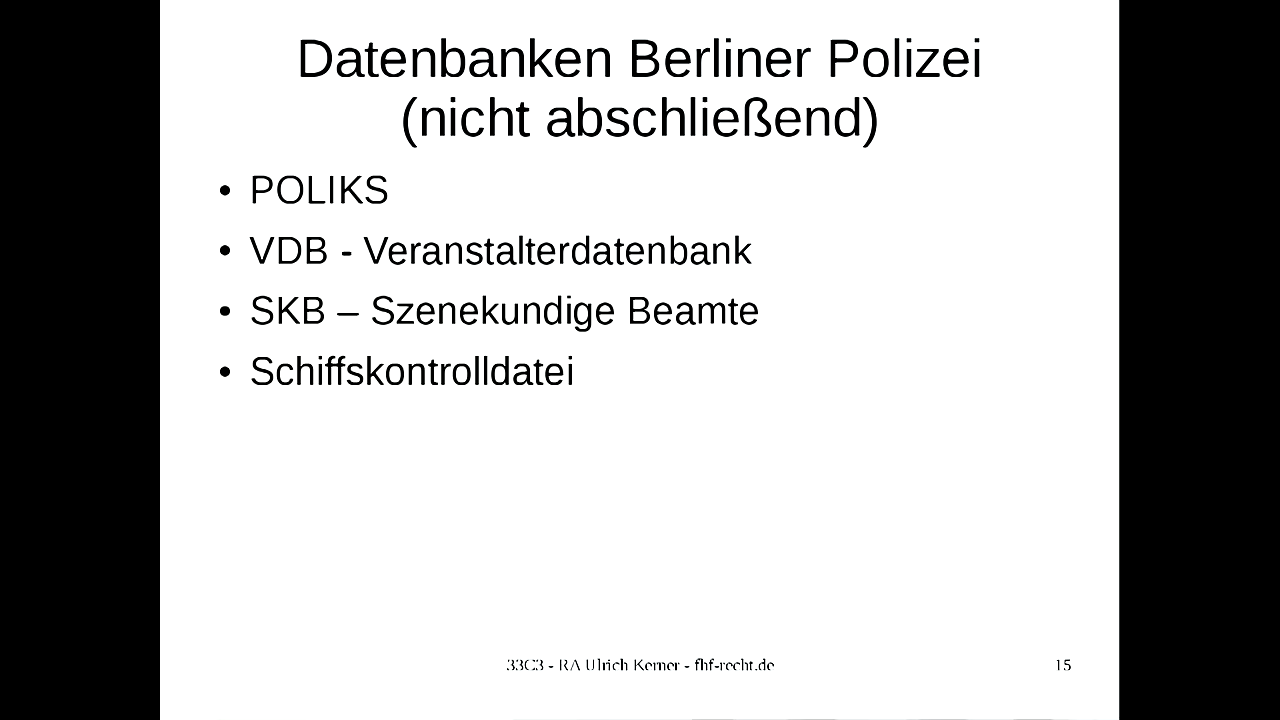 Datenbanken Berliner Polizei
(nicht abschließend)
• POLIKS
• VDB - Veranstalterdatenbank
• SKB – Szenekundige Beamte
• Schiffskontrolldatei
33C3 - RA Ulrich Kerner - fhf-recht.de
15